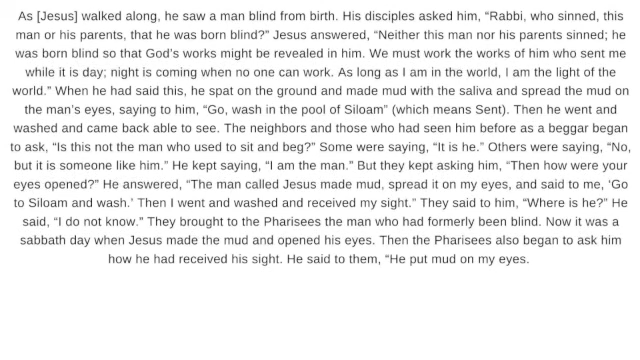 As [Jesus] walked along, he saw a man blind from birth. His disciples asked him, “Rabbi, who sinned, this
man or his parents, that he was born blind?” Jesus answered, “Neither this man nor his parents sinned; he
was born blind so that God’s works might be revealed in him. We must work the works of him who sent me
while it is day; night is coming when no one can work. As long as I am in the world, I am the light of the
world.” When he had said this, he spat on the ground and made mud with the saliva and spread the mud on
the man’s eyes, saying to him, “Go, wash in the pool of Siloam” (which means Sent). Then he went and
washed and came back able to see. The neighbors and those who had seen him before as a beggar began
to ask, “Is this not the man who used to sit and beg?” Some were saying, “It is he.” Others were saying, “No,
but it is someone like him.” He kept saying, “I am the man.” But they kept asking him, “Then how were your
eyes opened?” He answered, “The man called Jesus made mud, spread it on my eyes, and said to me, ‘Go
to Siloam and wash.’ Then I went and washed and received my sight.” They said to him, “Where is he?” He
said, “I do not know.” They brought to the Pharisees the man who had formerly been blind. Now it was a
sabbath day when Jesus made the mud and opened his eyes. Then the Pharisees also began to ask him
how he had received his sight. He said to them, “He put mud on my eyes.